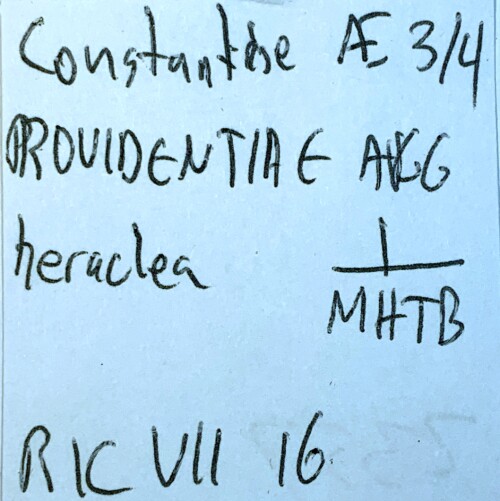 Constantine Æ 3/4
PROVIDENTIAE AVGG
heraclea
MHTB
RIC VII 16